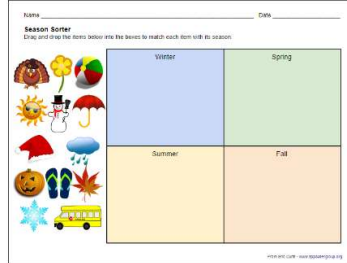 Name Date
Season Sorter
Drag and drop the items below into the boxes to match each item with its season.
Winter Spring
Summer Fall